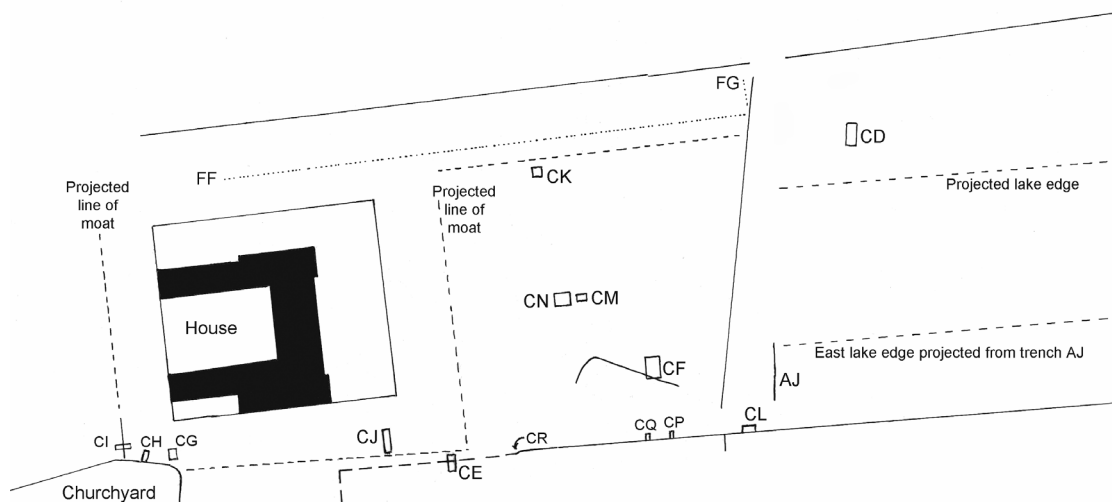 FG
CD
FF
CK
Projected
line of
moat
Projected
line of
moat
Projected lake edge
CN
CM
House
East lake edge projected from trench AJ
CF
AJ
CI
CH
CG
CJ
CE
CR
CQ
CP
CL
Churchyard